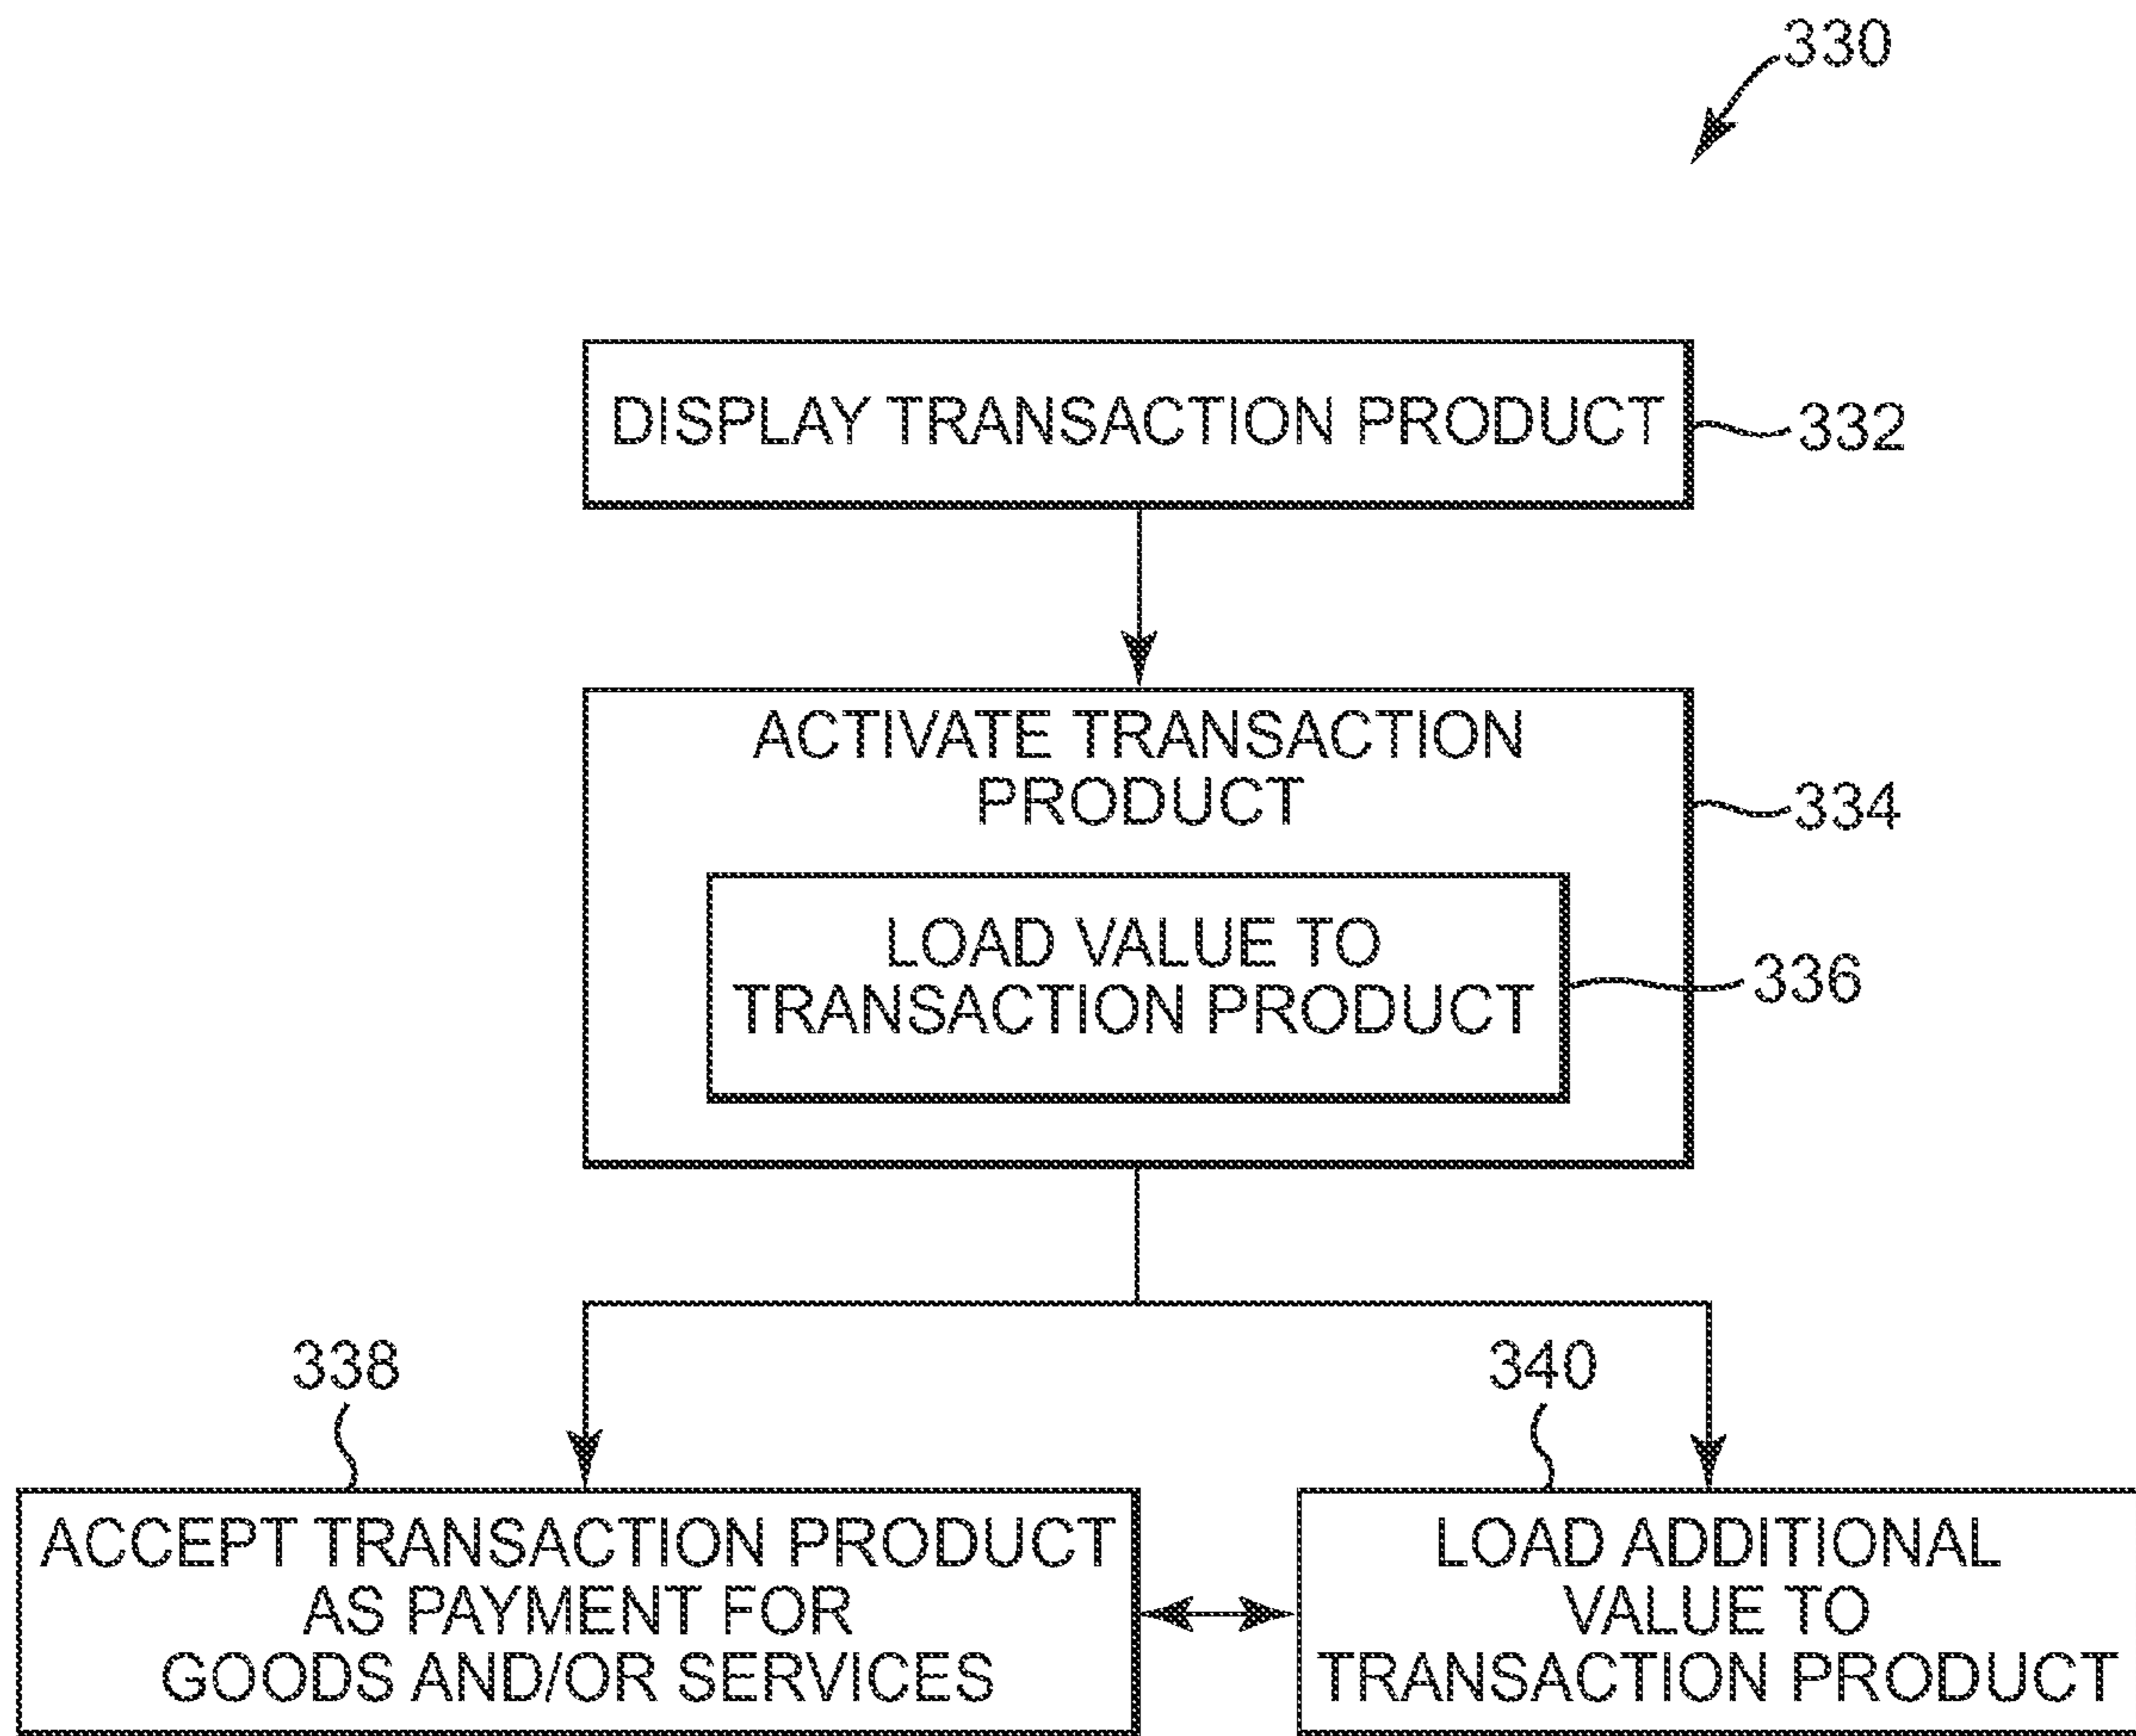 330
DISPLAY TRANSACTION PRODUCT
332
ACTIVATE TRANSACTION
PRODUCT
334
LOAD VALUE TO
TRANSACTION PRODUCT
336
338
340
ACCEPT TRANSACTION PRODUCT
AS PAYMENT FOR
GOODS AND/OR SERVICES
LOAD ADDITIONAL
VALUE TO
TRANSACTION PRODUCT